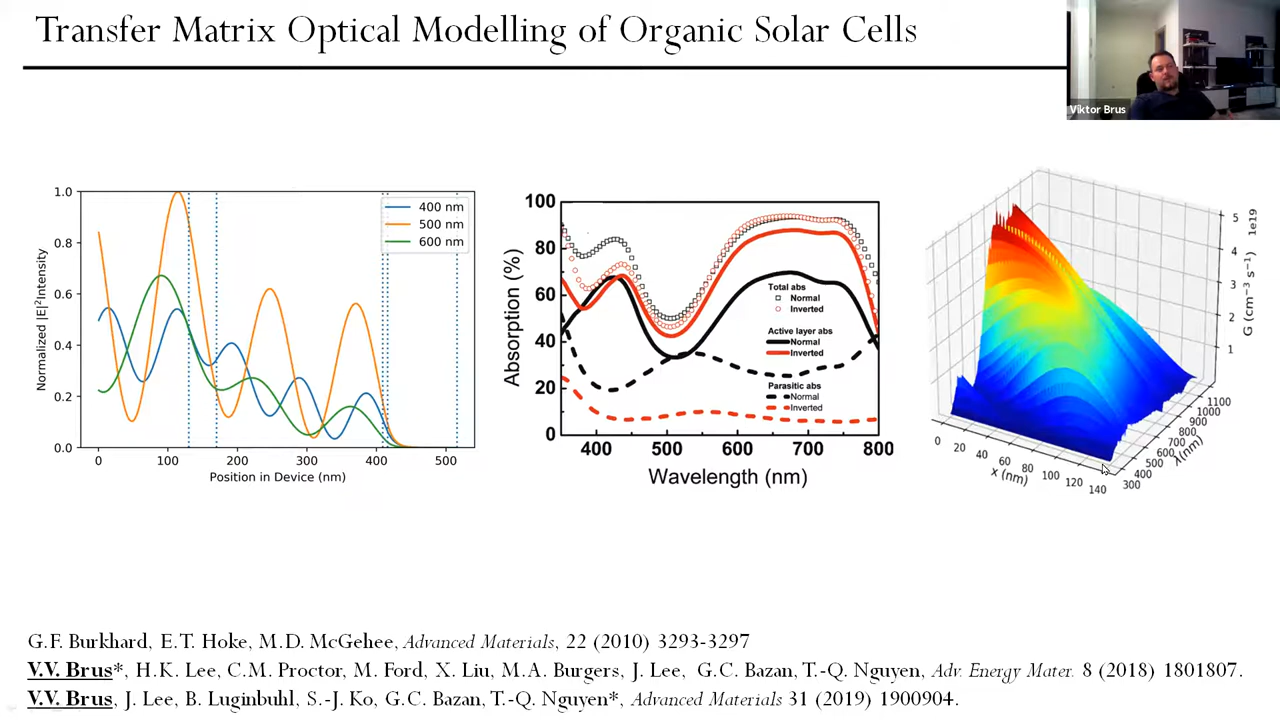 Transfer Matrix Optical Modelling of Organic Solar Cells
Viktor Brus
1.0
0.8
0.6
0.4
0.2
0.0
Normalized |E|²Intensity
400 nm
500 nm
600 nm
0
100
200
300
400
500
Position in Device (nm)
100
80
60
40
20
0
Absorption (%)
Total abs
Normal
Inverted
Active layer abs
Normal
Inverted
Parasitic abs
Normal
Inverted
400
500
600
700
800
Wavelength (nm)
1e19
5
4
3
2
1
G (cm⁻³ s⁻¹)
0
20
40
60
80
100
120
140
x (nm)
300
400
500
600
700
800
900
1000
1100
λ(nm)
G.F. Burkhard, E.T. Hoke, M.D. McGehee, Advanced Materials, 22 (2010) 3293-3297
V.V. Brus*, H.K. Lee, C.M. Proctor, M. Ford, X. Liu, M.A. Burgers, J. Lee, G.C. Bazan, T.-Q. Nguyen, Adv. Energy Mater. 8 (2018) 1801807.
V.V. Brus, J. Lee, B. Luginbuhl, S.-J. Ko, G.C. Bazan, T.-Q. Nguyen*, Advanced Materials 31 (2019) 1900904.